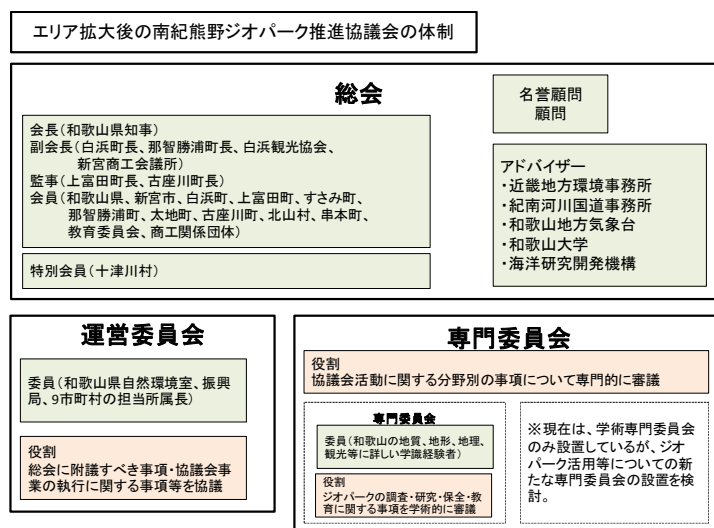 エリア拡大後の南紀熊野ジオパーク推進協議会の体制
総会
会長(和歌山県知事)
副会長(白浜町長、那智勝浦町長、白浜観光協会、
新宮商工会議所)
監事(上富田町長、古座川町長)
会員(和歌山県、新宮市、白浜町、上富田町、すさみ町、
那智勝浦町、太地町、古座川町、北山村、串本町、
教育委員会、商工関係団体)
特別会員(十津川村)
名誉顧問
顧問
アドバイザー
・近畿地方環境事務所
・紀南河川国道事務所
・和歌山地方気象台
・和歌山大学
・海洋研究開発機構
運営委員会
委員(和歌山県自然環境室、振興
局、9市町村の担当所属長)
役割
総会に附議すべき事項・協議会事
業の執行に関する事項等を協議
専門委員会
役割
協議会活動に関する分野別の事項について専門的に審議
専門委員会
委員(和歌山の地質、地形、地理、
観光等に詳しい学識経験者)
役割
ジオパークの調査・研究・保全・教
育に関する事項を学術的に審議
※現在は、学術専門委員会
のみ設置しているが、ジオ
パーク活用等についての新
たな専門委員会の設置を検
討。